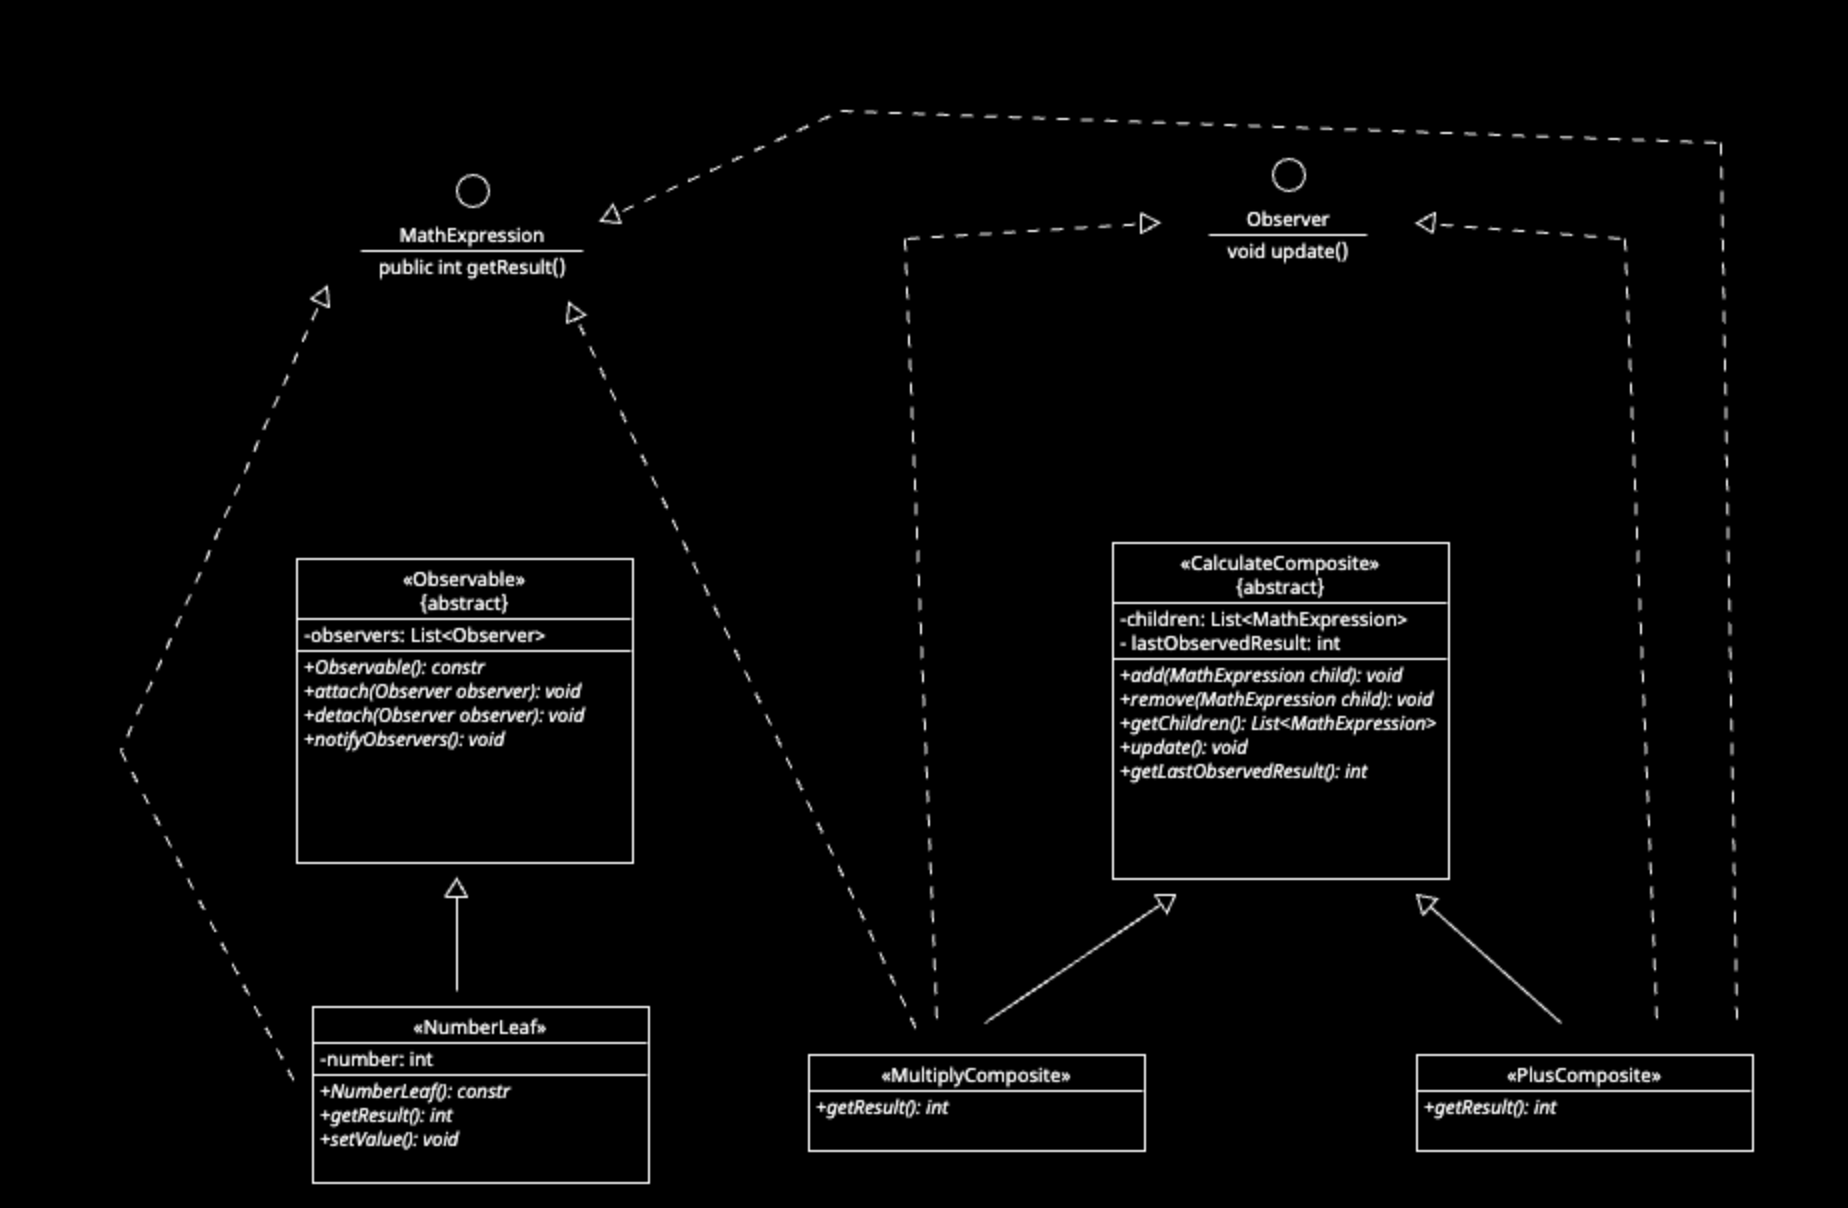 MathExpression
public int getResult()
Observer
void update()
«Observable»
{abstract}
-observers: List<Observer>
+Observable(): constr
+attach(Observer observer): void
+detach(Observer observer): void
+notifyObservers(): void
«CalculateComposite»
{abstract}
-children: List<MathExpression>
- lastObservedResult: int
+add(MathExpression child): void
+remove(MathExpression child): void
+getChildren(): List<MathExpression>
+update(): void
+getLastObservedResult(): int
«NumberLeaf»
-number: int
+NumberLeaf(): constr
+getResult(): int
+setValue(): void
«MultiplyComposite»
+getResult(): int
«PlusComposite»
+getResult(): int